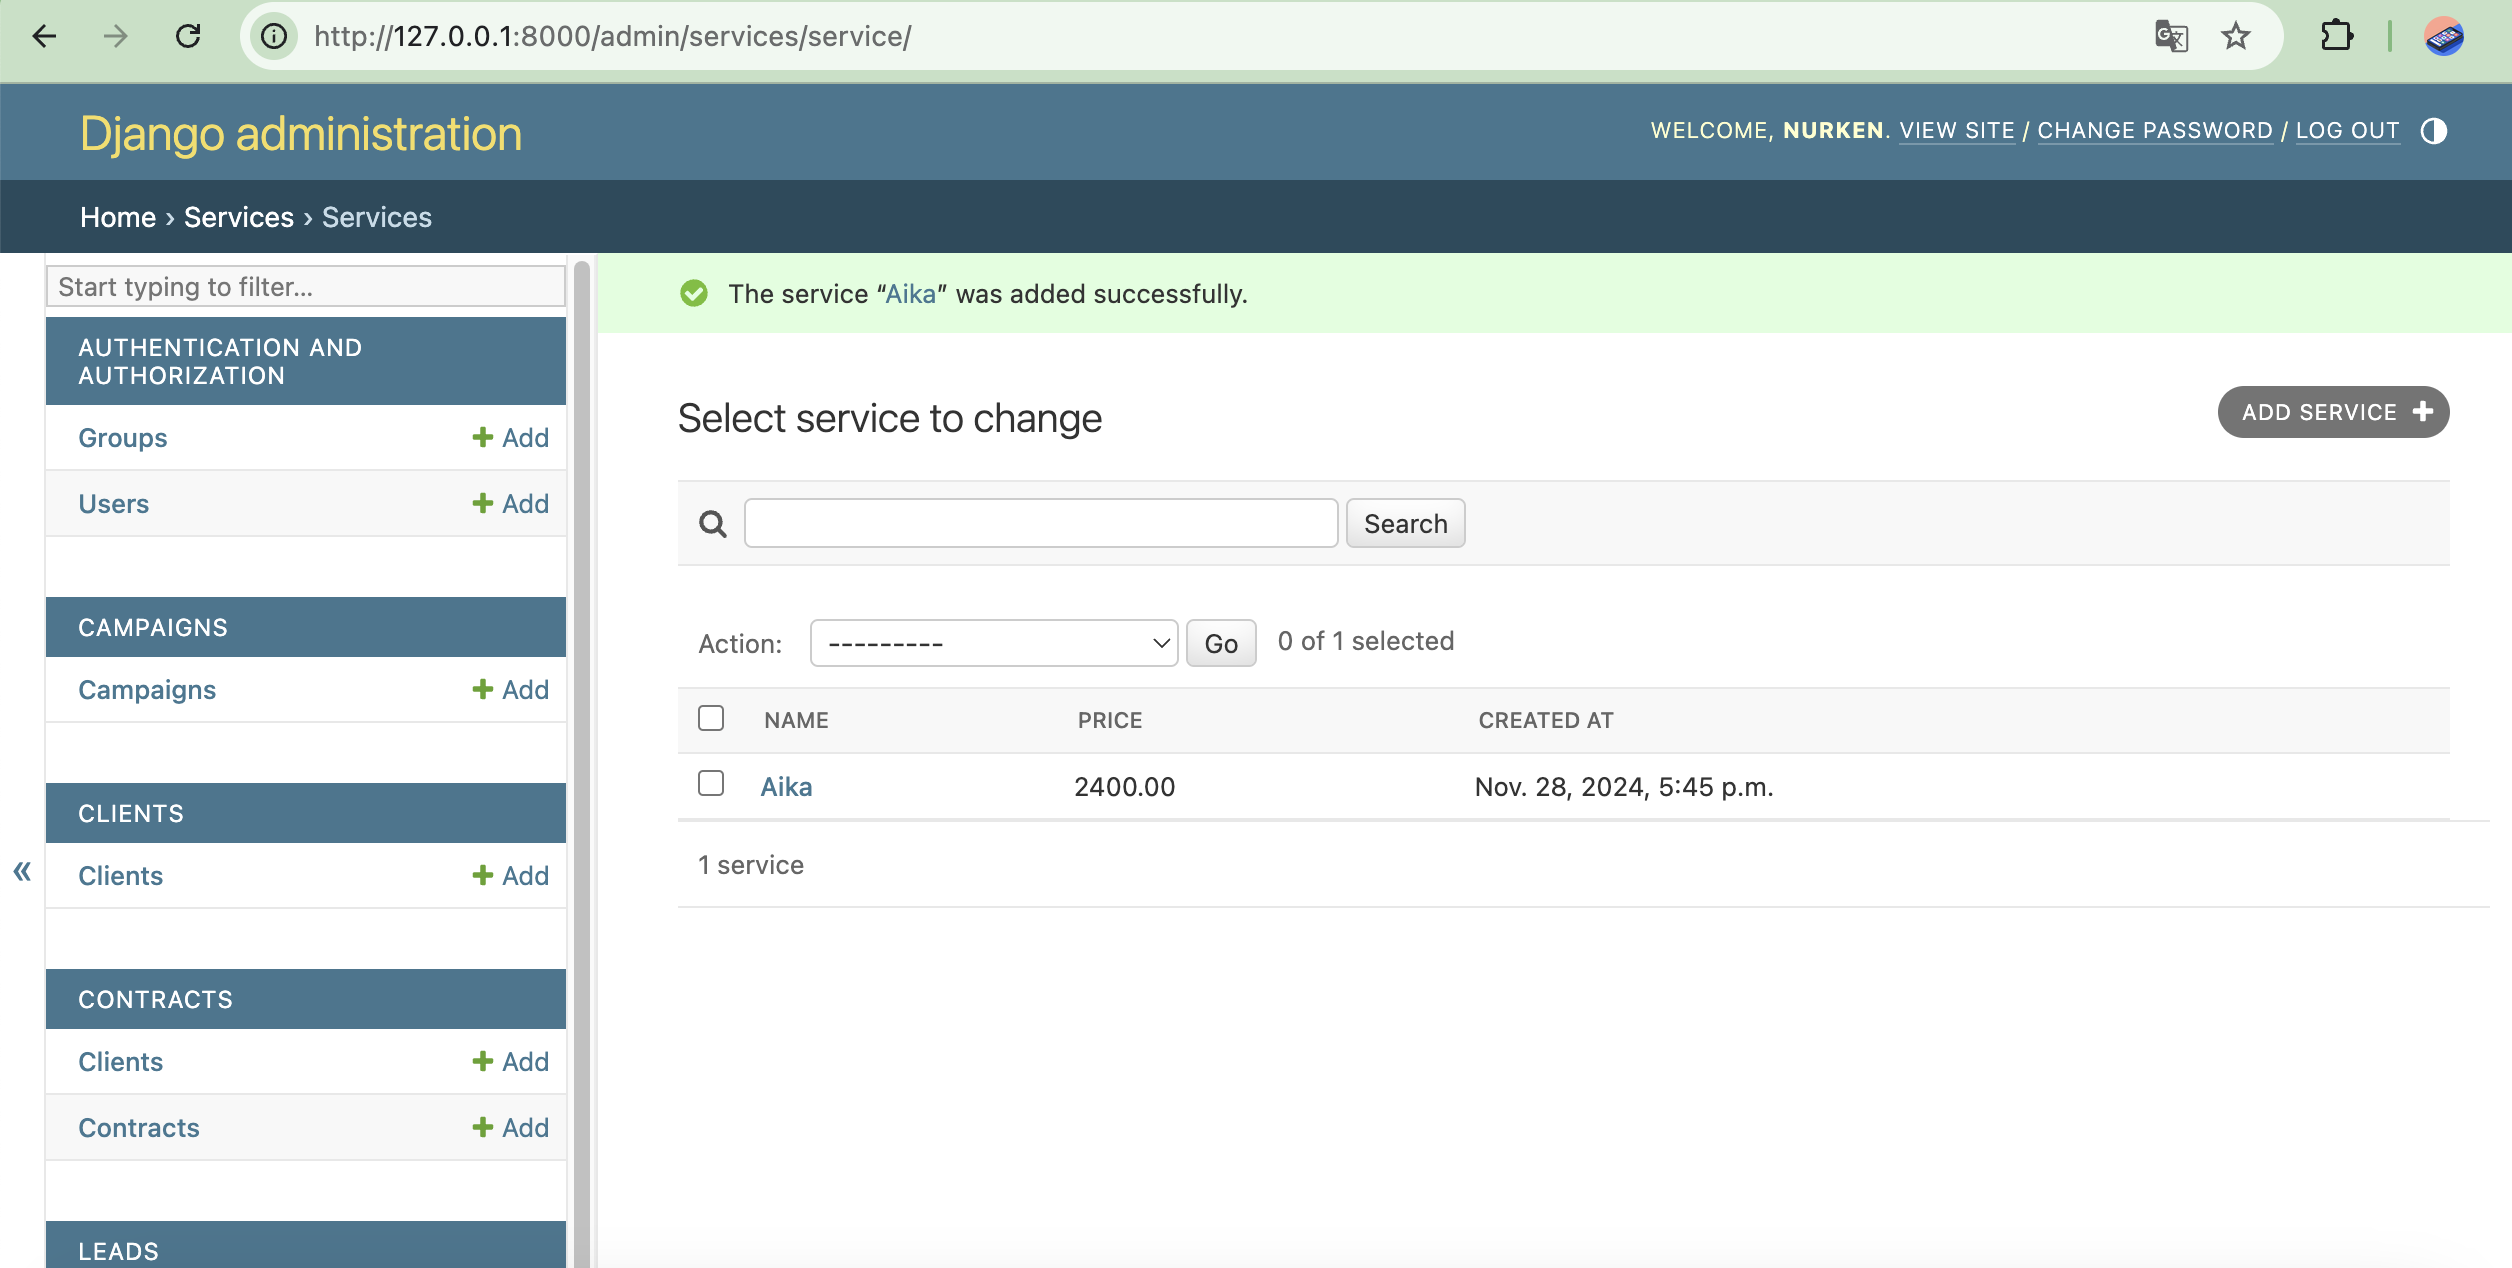 http://127.0.0.1:8000/admin/services/service/
Django administration
WELCOME, NURKEN. VIEW SITE / CHANGE PASSWORD / LOG OUT
Home › Services › Services
Start typing to filter...
AUTHENTICATION AND
AUTHORIZATION
Groups + Add
Users + Add
CAMPAIGNS
Campaigns + Add
CLIENTS
Clients + Add
CONTRACTS
Clients + Add
Contracts + Add
LEADS
«
The service “Aika” was added successfully.
Select service to change
ADD SERVICE +
Search
Action: --------- Go 0 of 1 selected
NAME PRICE CREATED AT
Aika 2400.00 Nov. 28, 2024, 5:45 p.m.
1 service